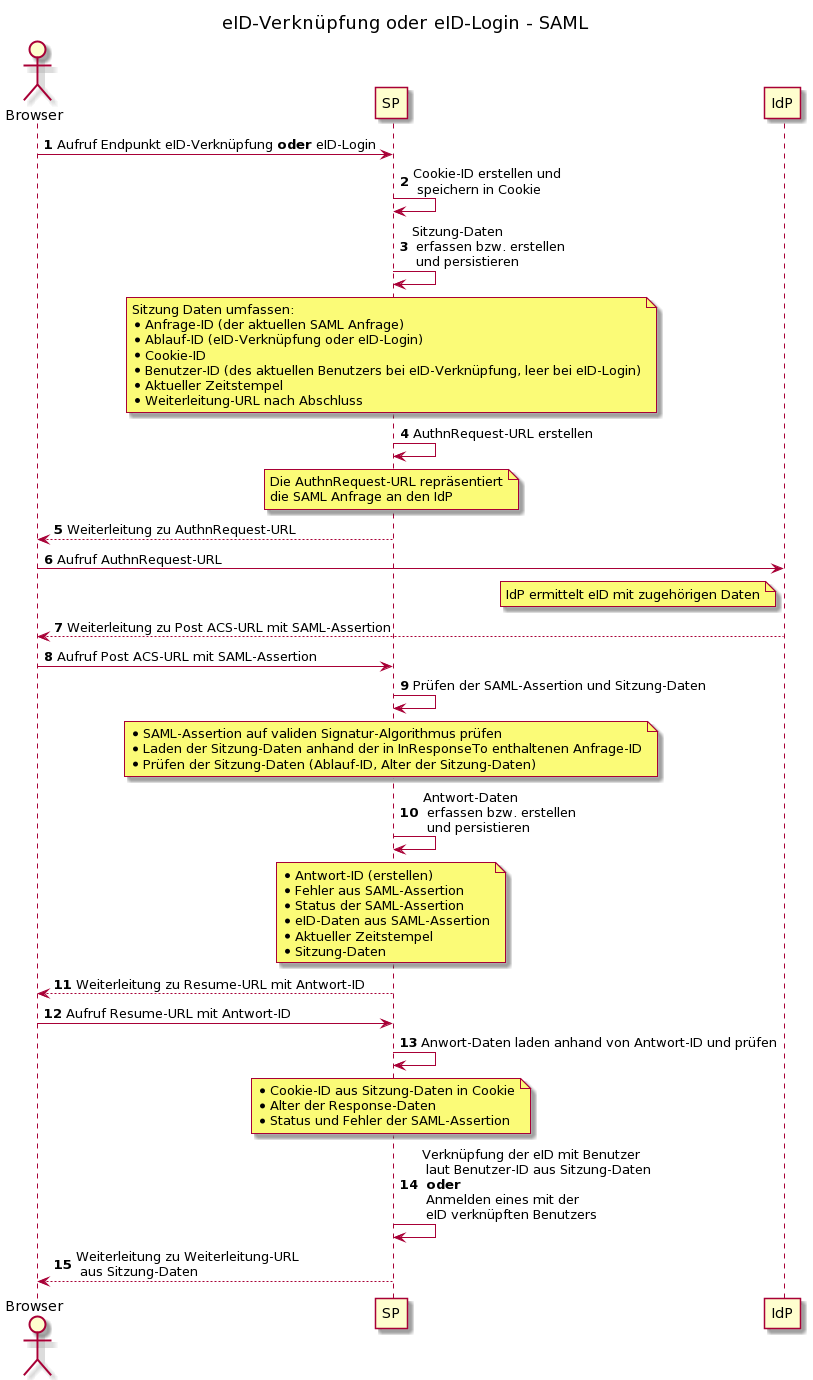 eID-Verknüpfung oder eID-Login - SAML
Browser
SP
IdP
1 Aufruf Endpunkt eID-Verknüpfung oder eID-Login
2 Cookie-ID erstellen und
speichern in Cookie
Sitzung-Daten
3 erfassen bzw. erstellen
und persistieren
Sitzung Daten umfassen:
• Anfrage-ID (der aktuellen SAML Anfrage)
• Ablauf-ID (eID-Verknüpfung oder eID-Login)
• Cookie-ID
• Benutzer-ID (des aktuellen Benutzers bei eID-Verknüpfung, leer bei eID-Login)
• Aktueller Zeitstempel
• Weiterleitung-URL nach Abschluss
4 AuthnRequest-URL erstellen
Die AuthnRequest-URL repräsentiert
die SAML Anfrage an den IdP
5 Weiterleitung zu AuthnRequest-URL
6 Aufruf AuthnRequest-URL
IdP ermittelt eID mit zugehörigen Daten
7 Weiterleitung zu Post ACS-URL mit SAML-Assertion
8 Aufruf Post ACS-URL mit SAML-Assertion
9 Prüfen der SAML-Assertion und Sitzung-Daten
• SAML-Assertion auf validen Signatur-Algorithmus prüfen
• Laden der Sitzung-Daten anhand der in InResponseTo enthaltenen Anfrage-ID
• Prüfen der Sitzung-Daten (Ablauf-ID, Alter der Sitzung-Daten)
Antwort-Daten
10 erfassen bzw. erstellen
und persistieren
• Antwort-ID (erstellen)
• Fehler aus SAML-Assertion
• Status der SAML-Assertion
• eID-Daten aus SAML-Assertion
• Aktueller Zeitstempel
• Sitzung-Daten
11 Weiterleitung zu Resume-URL mit Antwort-ID
12 Aufruf Resume-URL mit Antwort-ID
13 Anwort-Daten laden anhand von Antwort-ID und prüfen
• Cookie-ID aus Sitzung-Daten in Cookie
• Alter der Response-Daten
• Status und Fehler der SAML-Assertion
Verknüpfung der eID mit Benutzer
laut Benutzer-ID aus Sitzung-Daten
14 oder
Anmelden eines mit der
eID verknüpften Benutzers
15 Weiterleitung zu Weiterleitung-URL
aus Sitzung-Daten
Browser
SP
IdP